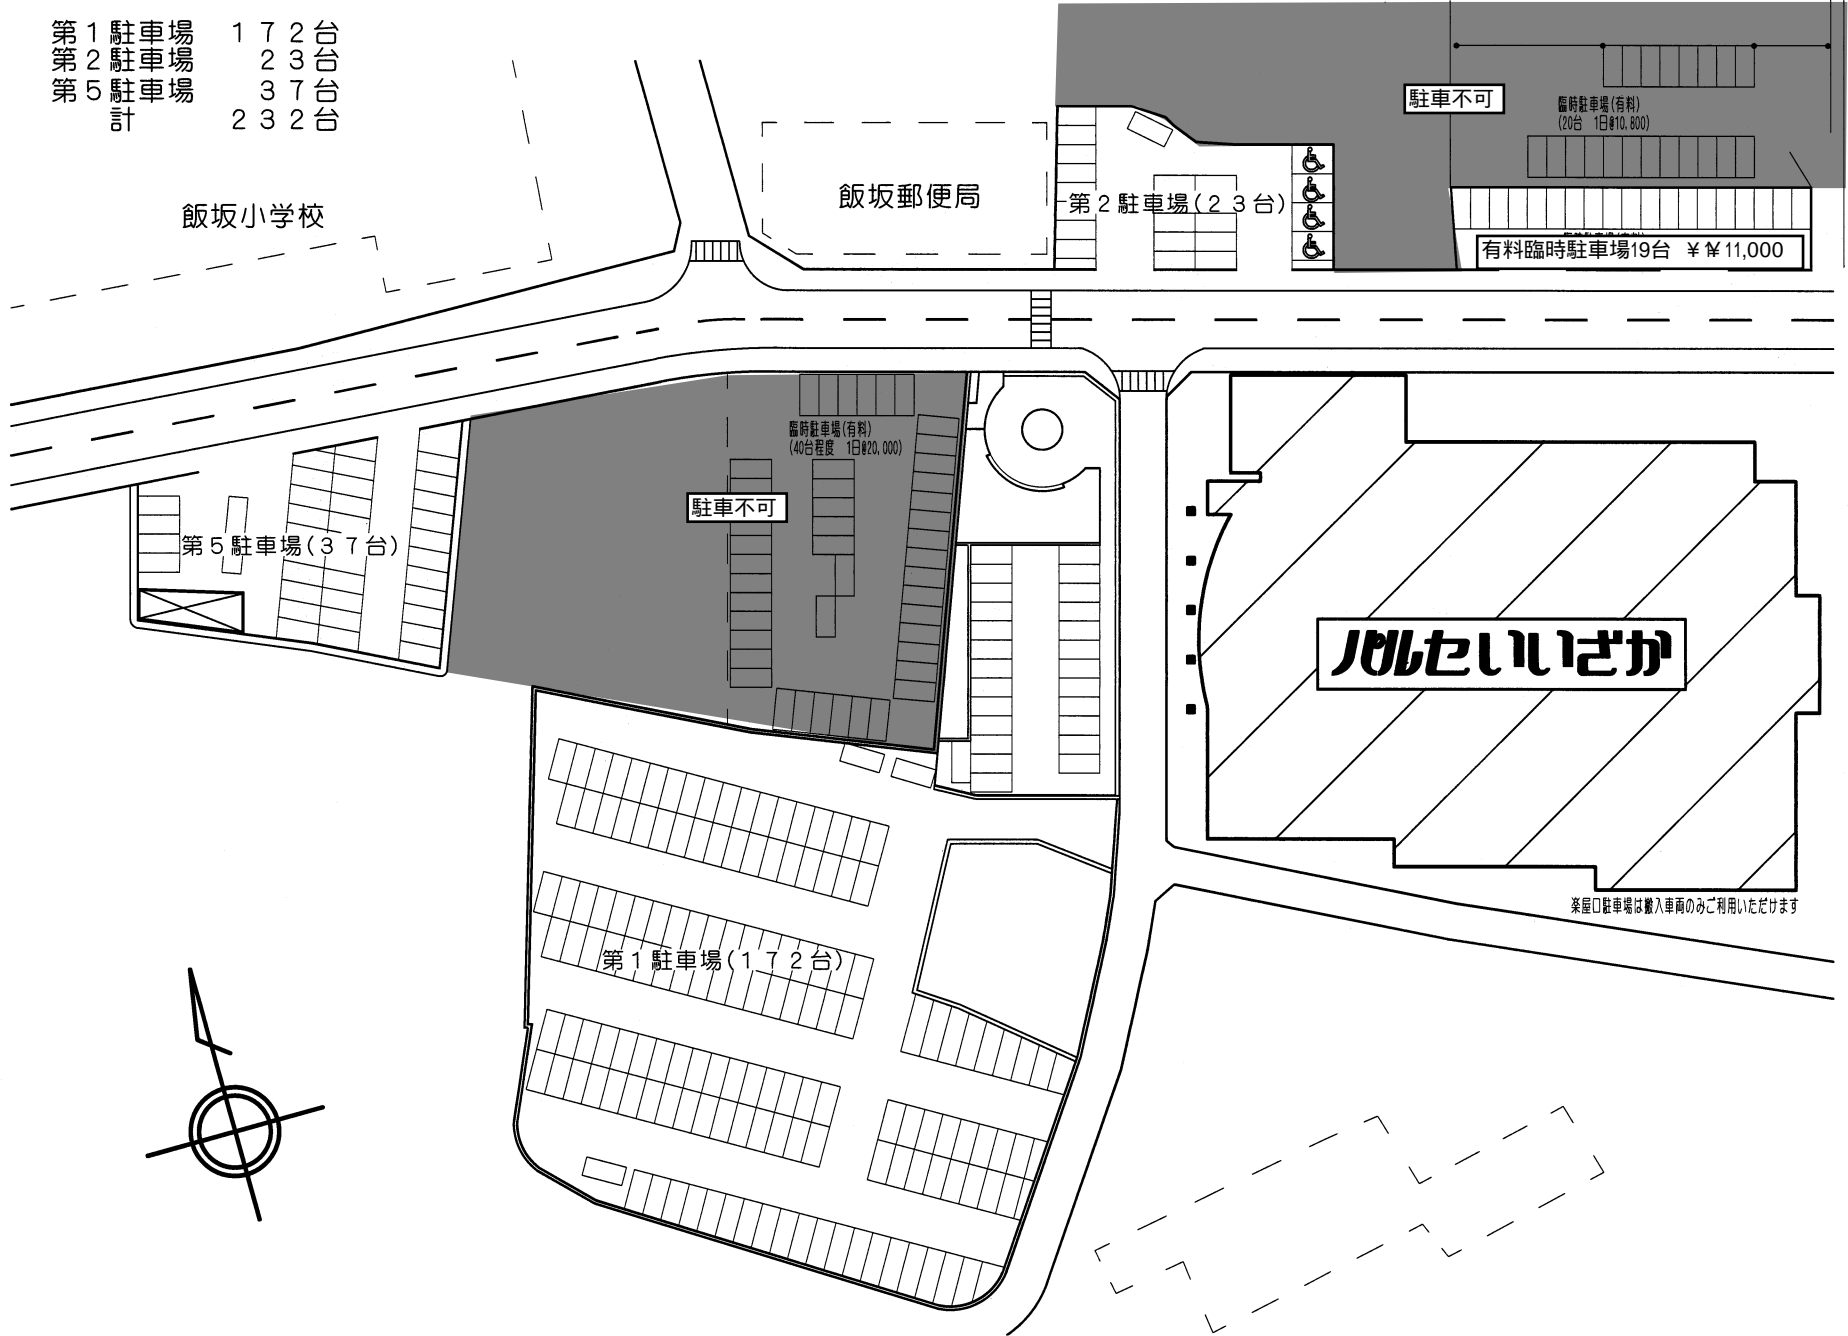 第１駐車場　１７２台
第２駐車場　２３台
第５駐車場　３７台
計　２３２台
飯坂小学校
飯坂郵便局
第２駐車場(２３台)
駐車不可
臨時駐車場(有料)
(20台　1日@10,800)
有料臨時駐車場19台　￥11,000
臨時駐車場(有料)
(40台程度　1日@20,000)
駐車不可
第５駐車場(３７台)
パルセいいざか
楽屋口駐車場は搬入車両のみご利用いただけます
第１駐車場(１７２台)